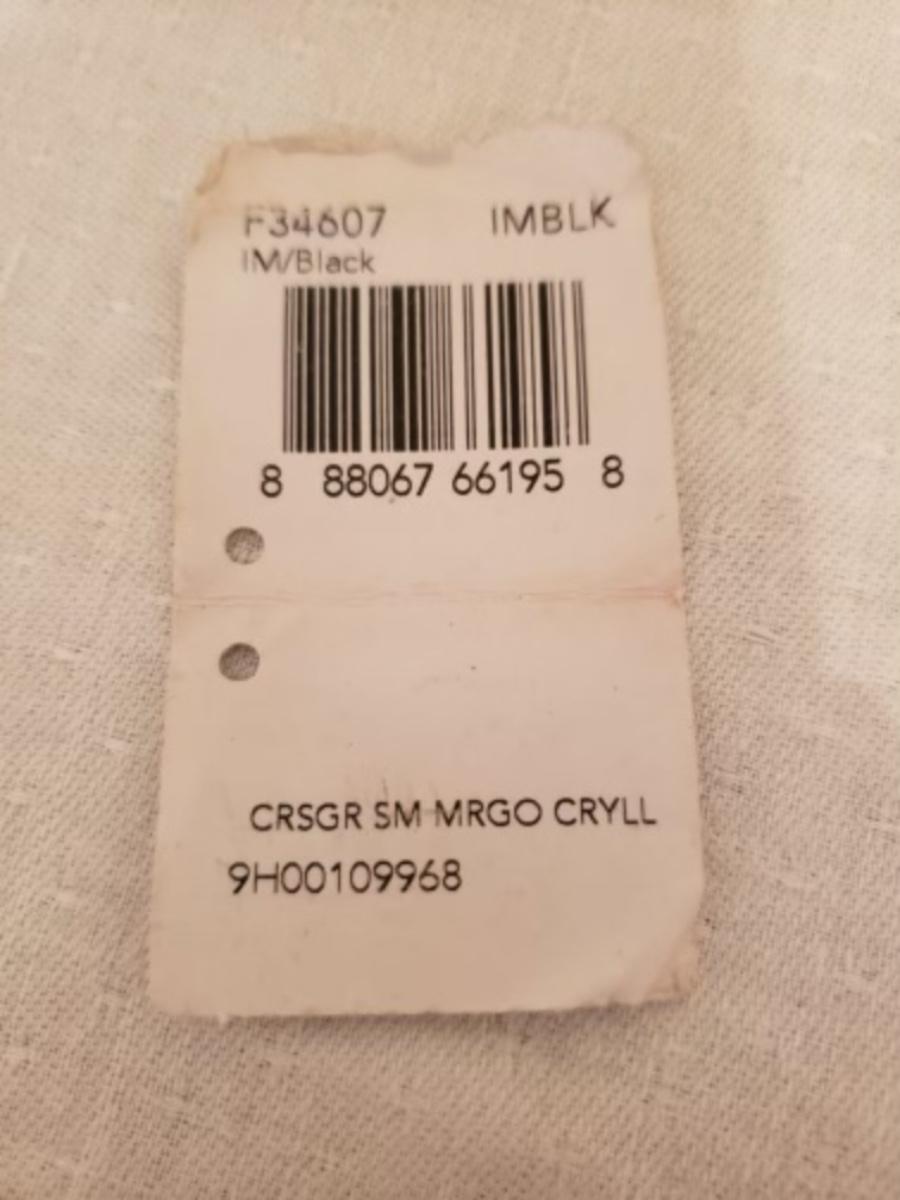 F34607 IMBLK
IM/Black
8 88067 66195 8
CRSGR SM MRGO CRYLL
9H00109968